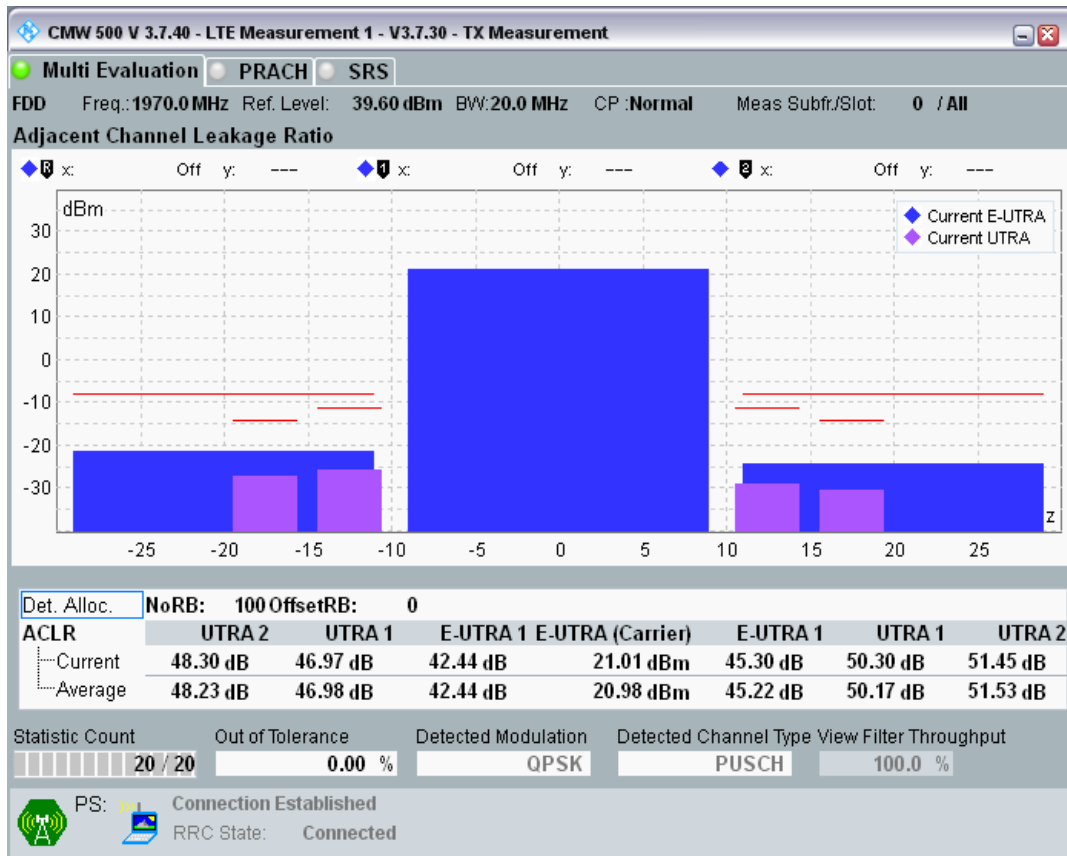 CMW 500 V 3.7.40 - LTE Measurement 1 - V3.7.30 - TX Measurement
Multi Evaluation PRACH SRS
FDD Freq.: 1970.0 MHz Ref. Level: 39.60 dBm BW: 20.0 MHz CP : Normal Meas Subfr./Slot: 0 / All
Adjacent Channel Leakage Ratio
R x: Off y: --- 1 x: Off y: --- 2 x: Off y: ---
dBm
Current E-UTRA
Current UTRA
30
20
10
0
-10
-20
-30
z
-25 -20 -15 -10 -5 0 5 10 15 20 25
Det. Alloc. NoRB: 100 OffsetRB: 0
ACLR UTRA 2 UTRA 1 E-UTRA 1 E-UTRA (Carrier) E-UTRA 1 UTRA 1 UTRA 2
Current 48.30 dB 46.97 dB 42.44 dB 21.01 dBm 45.30 dB 50.30 dB 51.45 dB
Average 48.23 dB 46.98 dB 42.44 dB 20.98 dBm 45.22 dB 50.17 dB 51.53 dB
Statistic Count Out of Tolerance Detected Modulation Detected Channel Type View Filter Throughput
20 / 20 0.00 % QPSK PUSCH 100.0 %
PS: Connection Established
RRC State: Connected